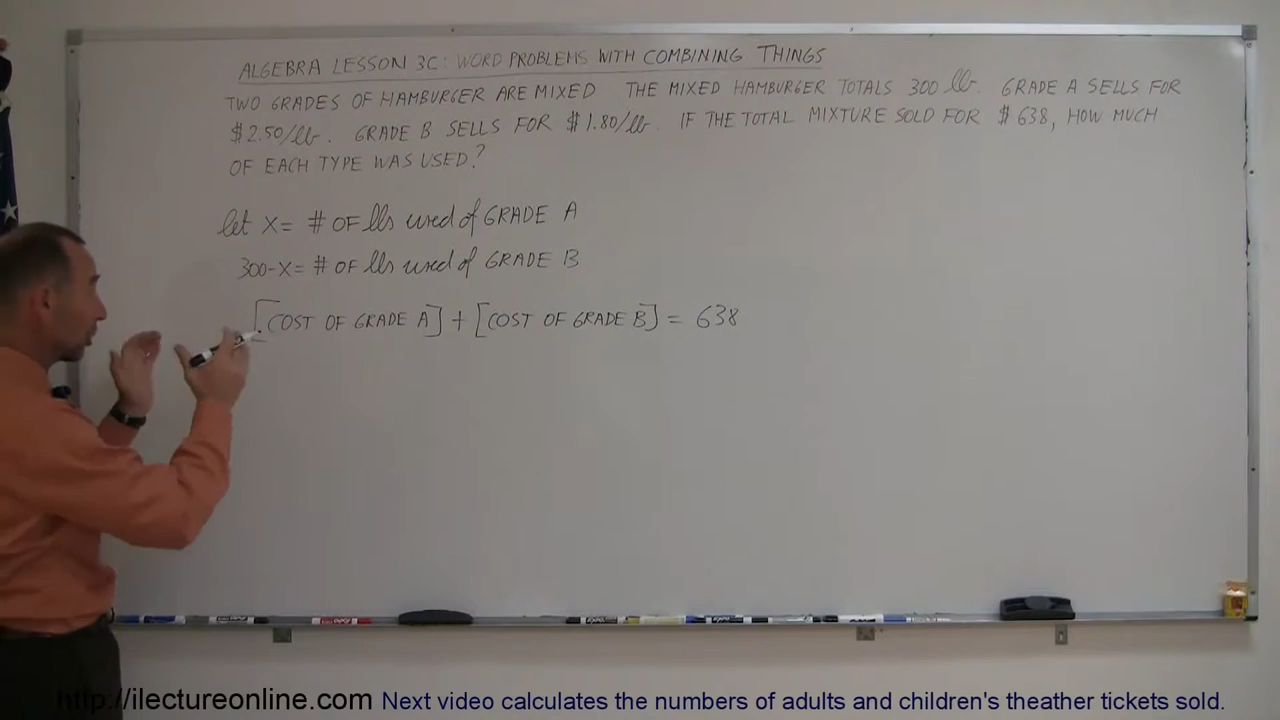 ALGEBRA LESSON 3C: WORD PROBLEMS WITH COMBINING THINGS
TWO GRADES OF HAMBURGER ARE MIXED THE MIXED HAMBURGER TOTALS 300 lb. GRADE A SELLS FOR
$2.50/lb. GRADE B SELLS FOR $1.80/lb. IF THE TOTAL MIXTURE SOLD FOR $638, HOW MUCH
OF EACH TYPE WAS USED?
let X = # OF lbs used of GRADE A
300-X = # OF lbs used of GRADE B
[COST OF GRADE A] + [COST OF GRADE B] = 638
http://ilectureonline.com Next video calculates the numbers of adults and children's theather tickets sold.